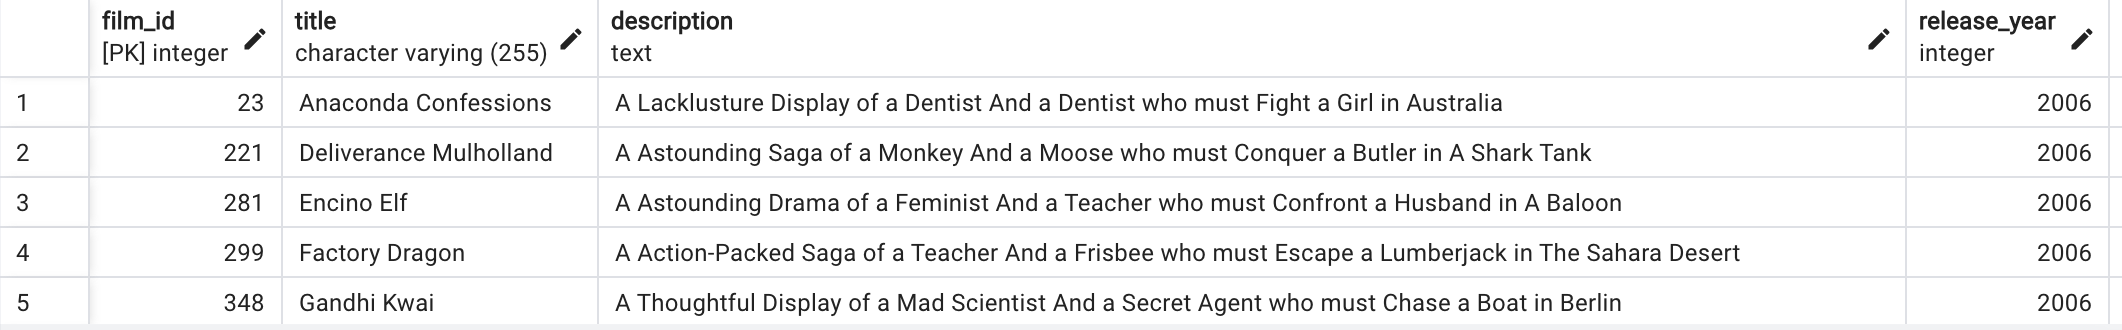 film_id title description release_year
[PK] integer character varying (255) text integer
1 23 Anaconda Confessions A Lacklusture Display of a Dentist And a Dentist who must Fight a Girl in Australia 2006
2 221 Deliverance Mulholland A Astounding Saga of a Monkey And a Moose who must Conquer a Butler in A Shark Tank 2006
3 281 Encino Elf A Astounding Drama of a Feminist And a Teacher who must Confront a Husband in A Baloon 2006
4 299 Factory Dragon A Action-Packed Saga of a Teacher And a Frisbee who must Escape a Lumberjack in The Sahara Desert 2006
5 348 Gandhi Kwai A Thoughtful Display of a Mad Scientist And a Secret Agent who must Chase a Boat in Berlin 2006